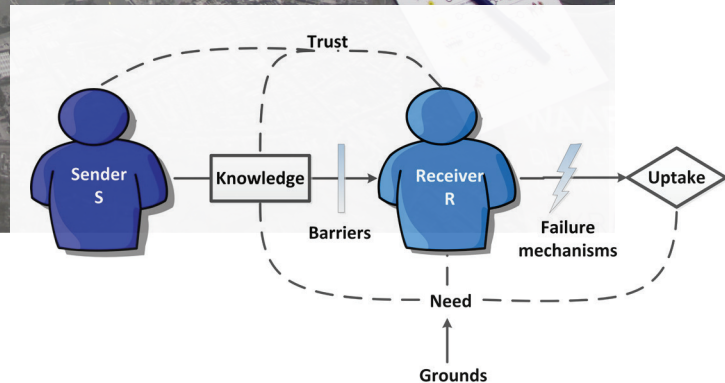 Trust
Sender
S
Knowledge
Receiver
R
Uptake
Barriers
Failure
mechanisms
Need
Grounds